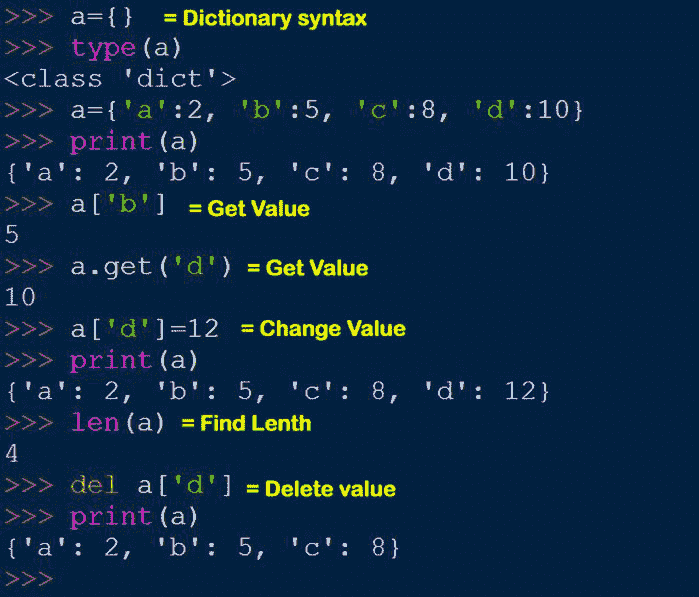 >>> a={} = Dictionary syntax
>>> type(a)
<class 'dict'>
>>> a={'a':2, 'b':5, 'c':8, 'd':10}
>>> print(a)
{'a': 2, 'b': 5, 'c': 8, 'd': 10}
>>> a['b'] = Get Value
5
>>> a.get('d') = Get Value
10
>>> a['d']=12 = Change Value
>>> print(a)
{'a': 2, 'b': 5, 'c': 8, 'd': 12}
>>> len(a) = Find Lenth
4
>>> del a['d'] = Delete value
>>> print(a)
{'a': 2, 'b': 5, 'c': 8}
>>>